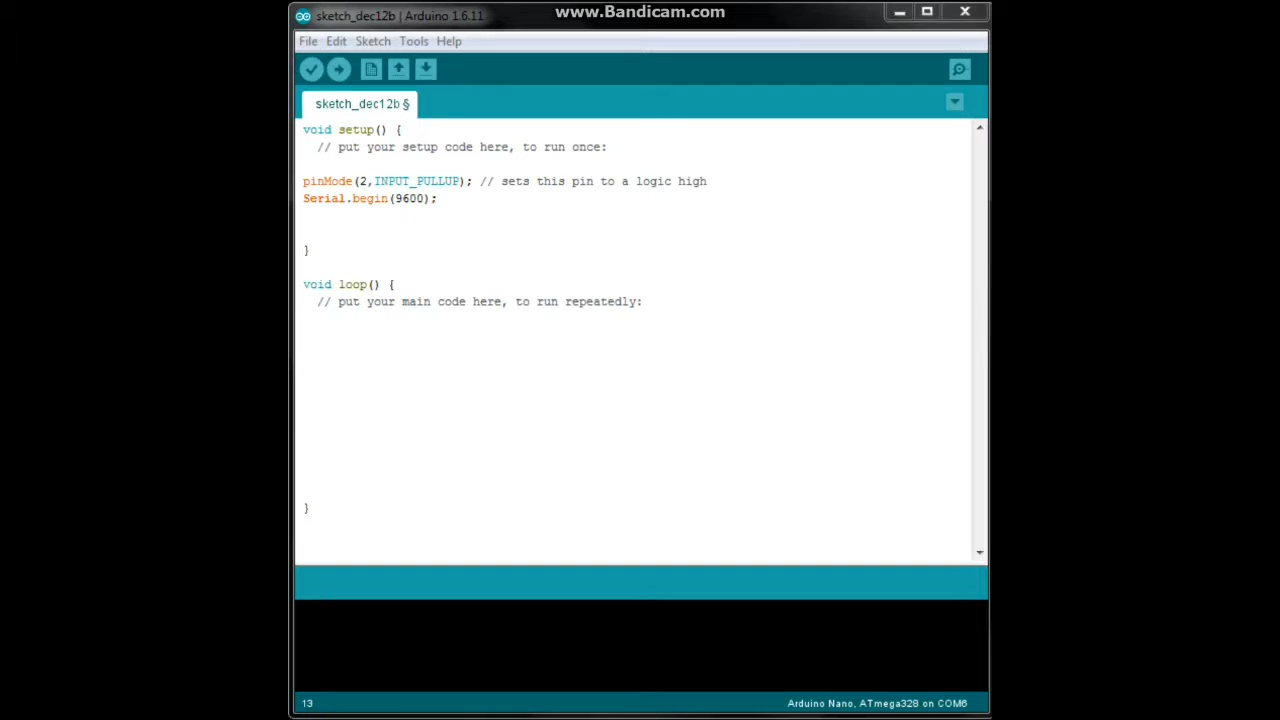 www.Bandicam.com
sketch_dec12b | Arduino 1.6.11
File Edit Sketch Tools Help
sketch_dec12b §
void setup() {
// put your setup code here, to run once:
pinMode(2,INPUT_PULLUP); // sets this pin to a logic high
Serial.begin(9600);
}
void loop() {
// put your main code here, to run repeatedly:
}
13
Arduino Nano, ATmega328 on COM6